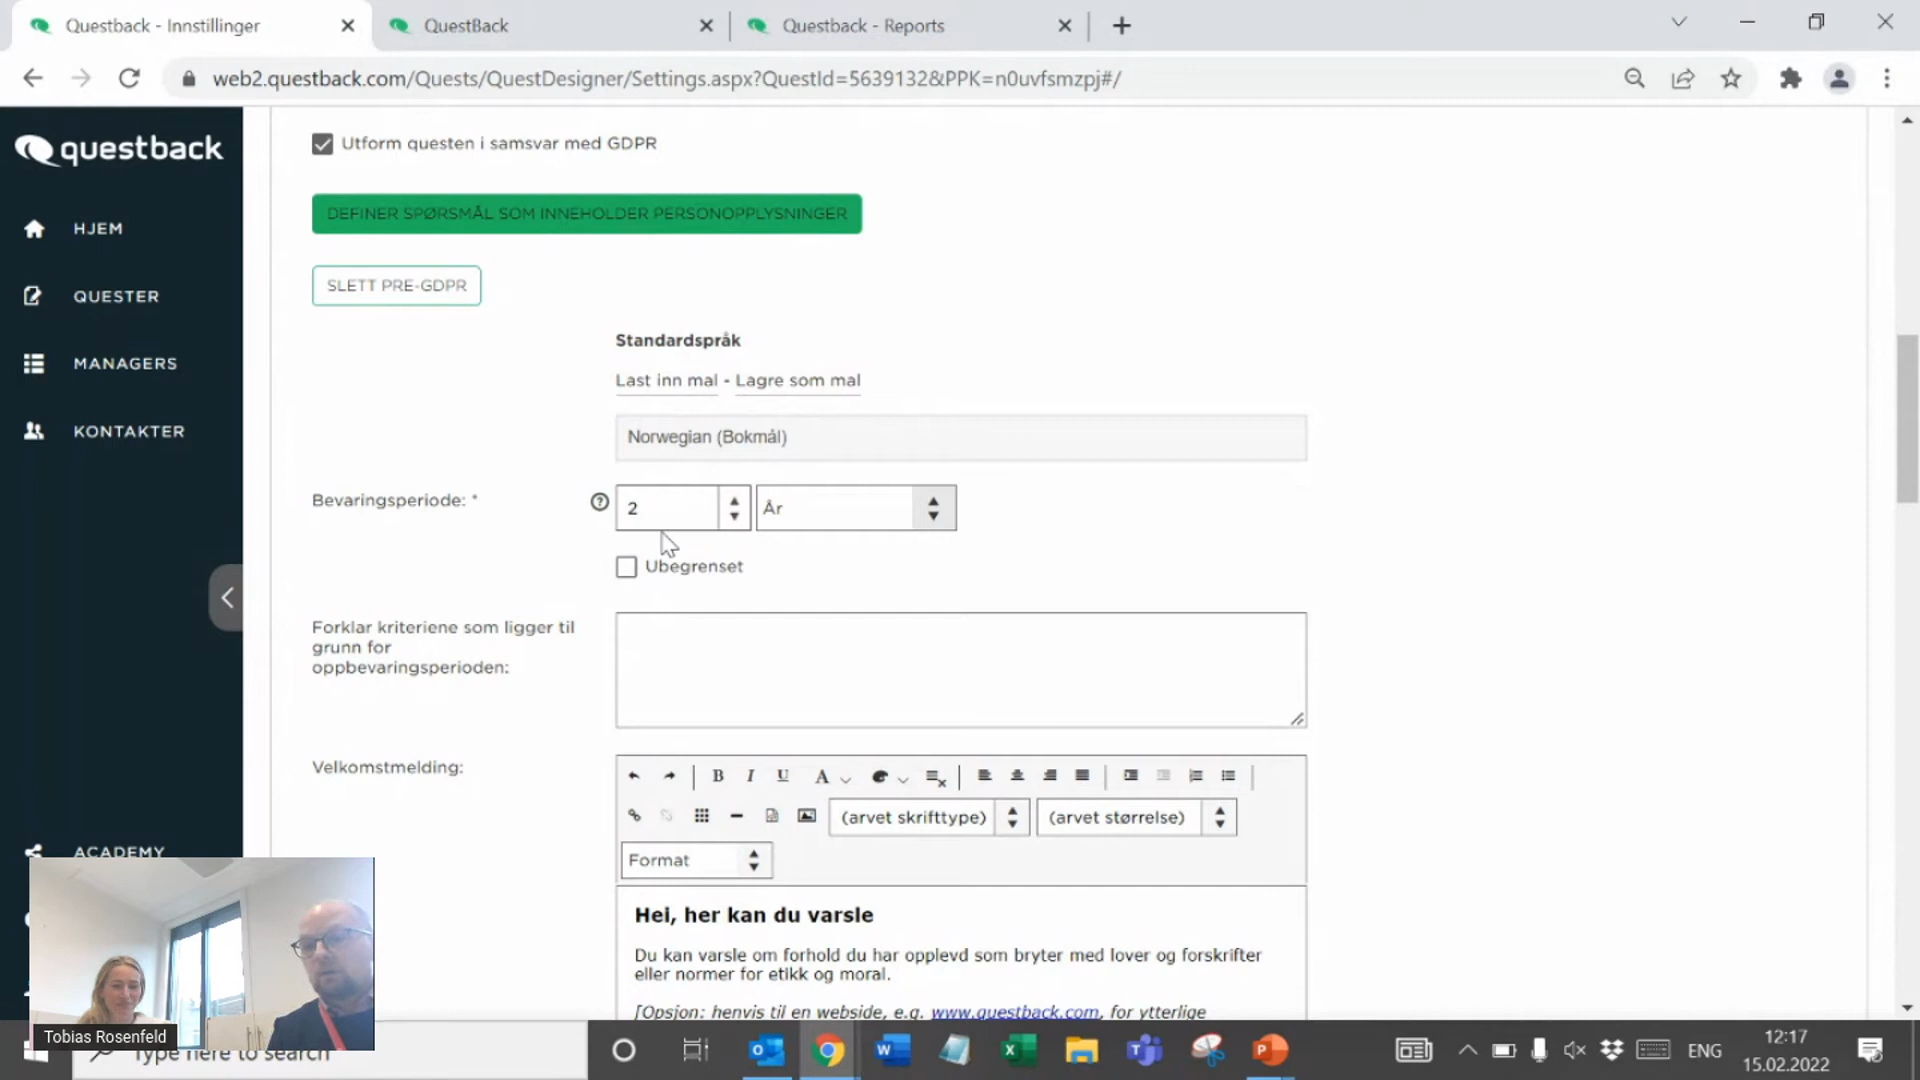 Questback - Innstillinger
QuestBack
Questback - Reports
web2.questback.com/Quests/QuestDesigner/Settings.aspx?QuestId=5639132&PPK=n0uvfsmzpj#/
questback
HJEM
QUESTER
MANAGERS
KONTAKTER
ACADEMY
Utform questen i samsvar med GDPR
DEFINER SPØRSMÅL SOM INNEHOLDER PERSONOPPLYSNINGER
SLETT PRE-GDPR
Standardspråk
Last inn mal - Lagre som mal
Norwegian (Bokmål)
Bevaringsperiode: *
2
År
Ubegrenset
Forklar kriteriene som ligger til
grunn for
oppbevaringsperioden:
Velkomstmelding:
(arvet skrifttype)
(arvet størrelse)
Format
Hei, her kan du varsle
Du kan varsle om forhold du har opplevd som bryter med lover og forskrifter
eller normer for etikk og moral.
[Opsjon: henvis til en webside, e.g. www.questback.com, for ytterlige
Tobias Rosenfeld
Type here to search
ENG
12:17
15.02.2022